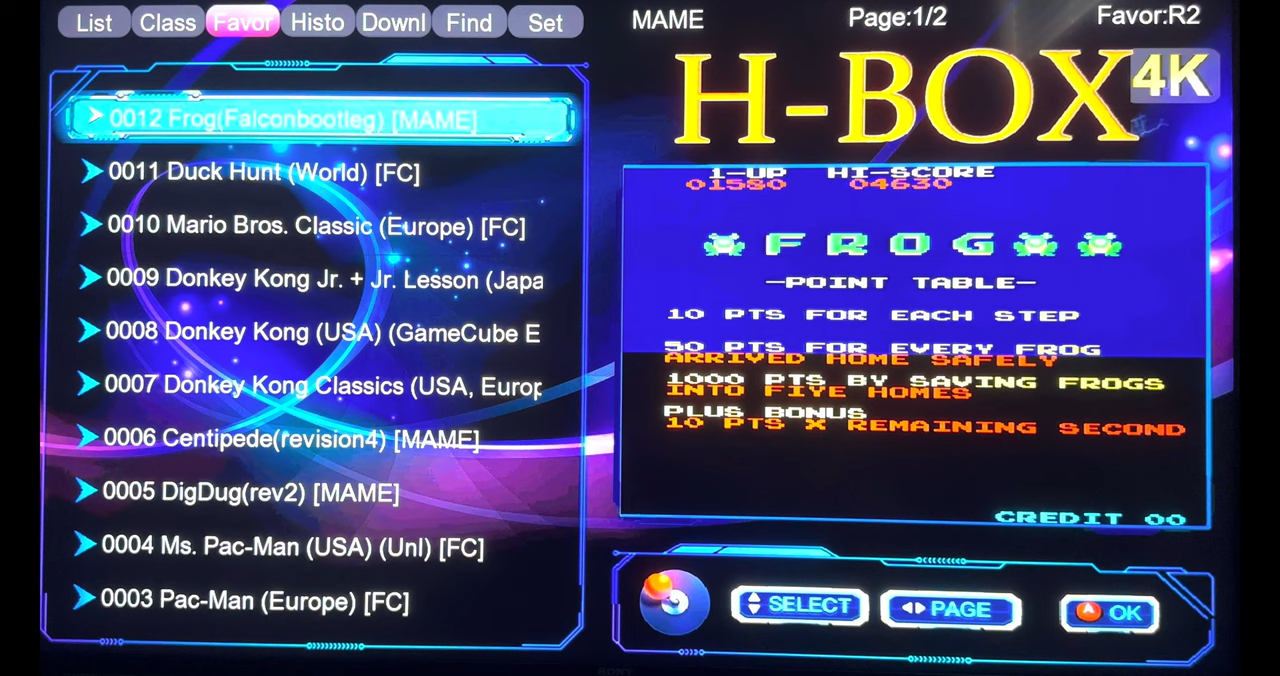 List Class Favor Histo Downl Find Set
MAME Page:1/2 Favor:R2
H-BOX 4K
0012 Frog(Falconbootleg) [MAME]
0011 Duck Hunt (World) [FC]
0010 Mario Bros. Classic (Europe) [FC]
0009 Donkey Kong Jr. + Jr. Lesson (Japa
0008 Donkey Kong (USA) (GameCube E
0007 Donkey Kong Classics (USA, Europ
0006 Centipede(revision4) [MAME]
0005 DigDug(rev2) [MAME]
0004 Ms. Pac-Man (USA) (Unl) [FC]
0003 Pac-Man (Europe) [FC]
1-UP HI-SCORE
01580 04630
FROG
-POINT TABLE-
10 PTS FOR EACH STEP
50 PTS FOR EVERY FROG
ARRIVED HOME SAFELY
1000 PTS BY SAVING FROGS
INTO FIVE HOMES
PLUS BONUS
10 PTS X REMAINING SECOND
CREDIT 00
SELECT PAGE A OK
SONY